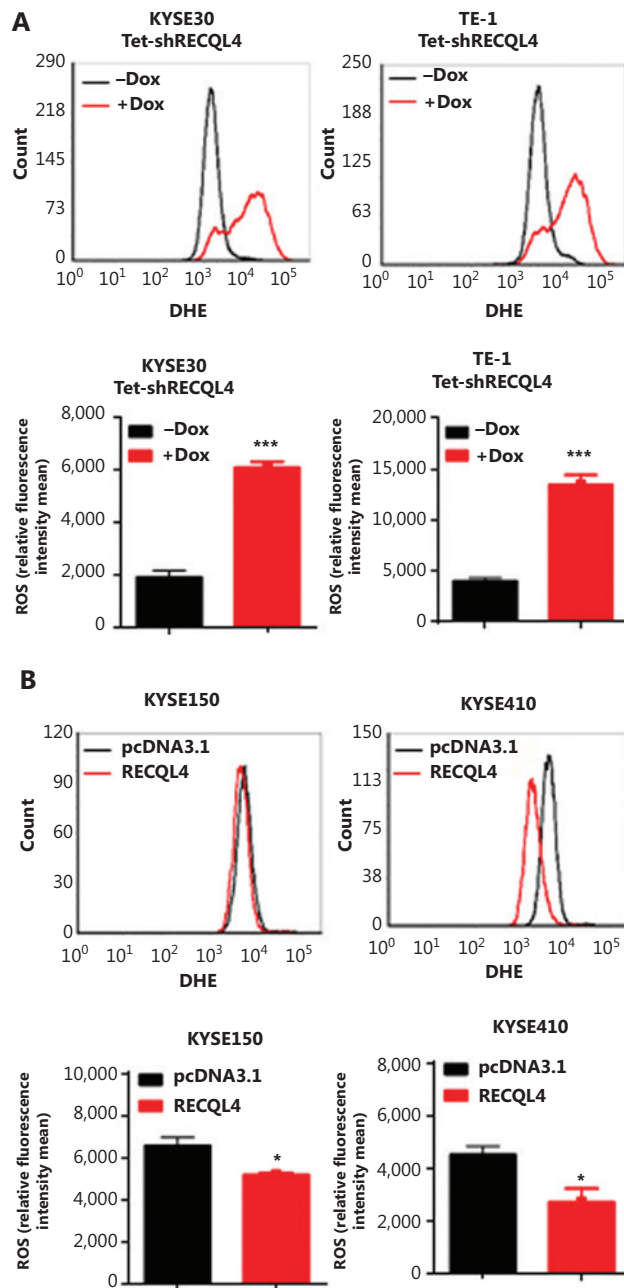 A
KYSE30
Tet-shRECQL4
290
218
145
73
0
Count
–Dox
+Dox
10⁰ 10¹ 10² 10³ 10⁴ 10⁵
DHE
TE-1
Tet-shRECQL4
250
188
125
63
0
Count
–Dox
+Dox
10⁰ 10¹ 10² 10³ 10⁴ 10⁵
DHE
KYSE30
Tet-shRECQL4
8,000
6,000
4,000
2,000
0
ROS (relative fluorescence
intensity mean)
–Dox
+Dox
***
TE-1
Tet-shRECQL4
20,000
15,000
10,000
5,000
0
ROS (relative fluorescence
intensity mean)
–Dox
+Dox
***
B
KYSE150
120
90
60
30
0
Count
pcDNA3.1
RECQL4
10⁰ 10¹ 10² 10³ 10⁴ 10⁵
DHE
KYSE410
150
113
75
38
0
Count
pcDNA3.1
RECQL4
10⁰ 10¹ 10² 10³ 10⁴ 10⁵
DHE
KYSE150
10,000
8,000
6,000
4,000
2,000
0
ROS (relative fluorescence
intensity mean)
pcDNA3.1
RECQL4
*
KYSE410
8,000
6,000
4,000
2,000
0
ROS (relative fluorescence
intensity mean)
pcDNA3.1
RECQL4
*